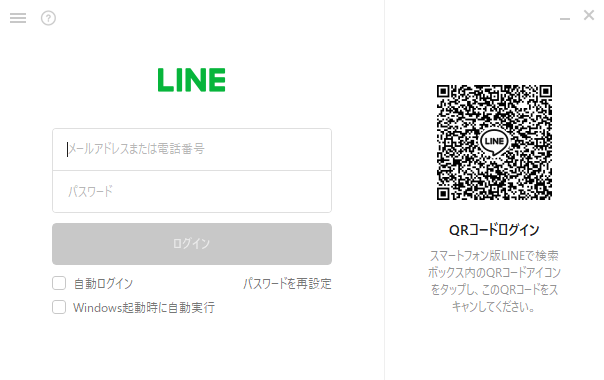 LINE
メールアドレスまたは電話番号
パスワード
ログイン
自動ログイン
パスワードを再設定
Windows起動時に自動実行
LINE
QRコードログイン
スマートフォン版LINEで検索
ボックス内のQRコードアイコン
をタップし、このQRコードをス
キャンしてください。